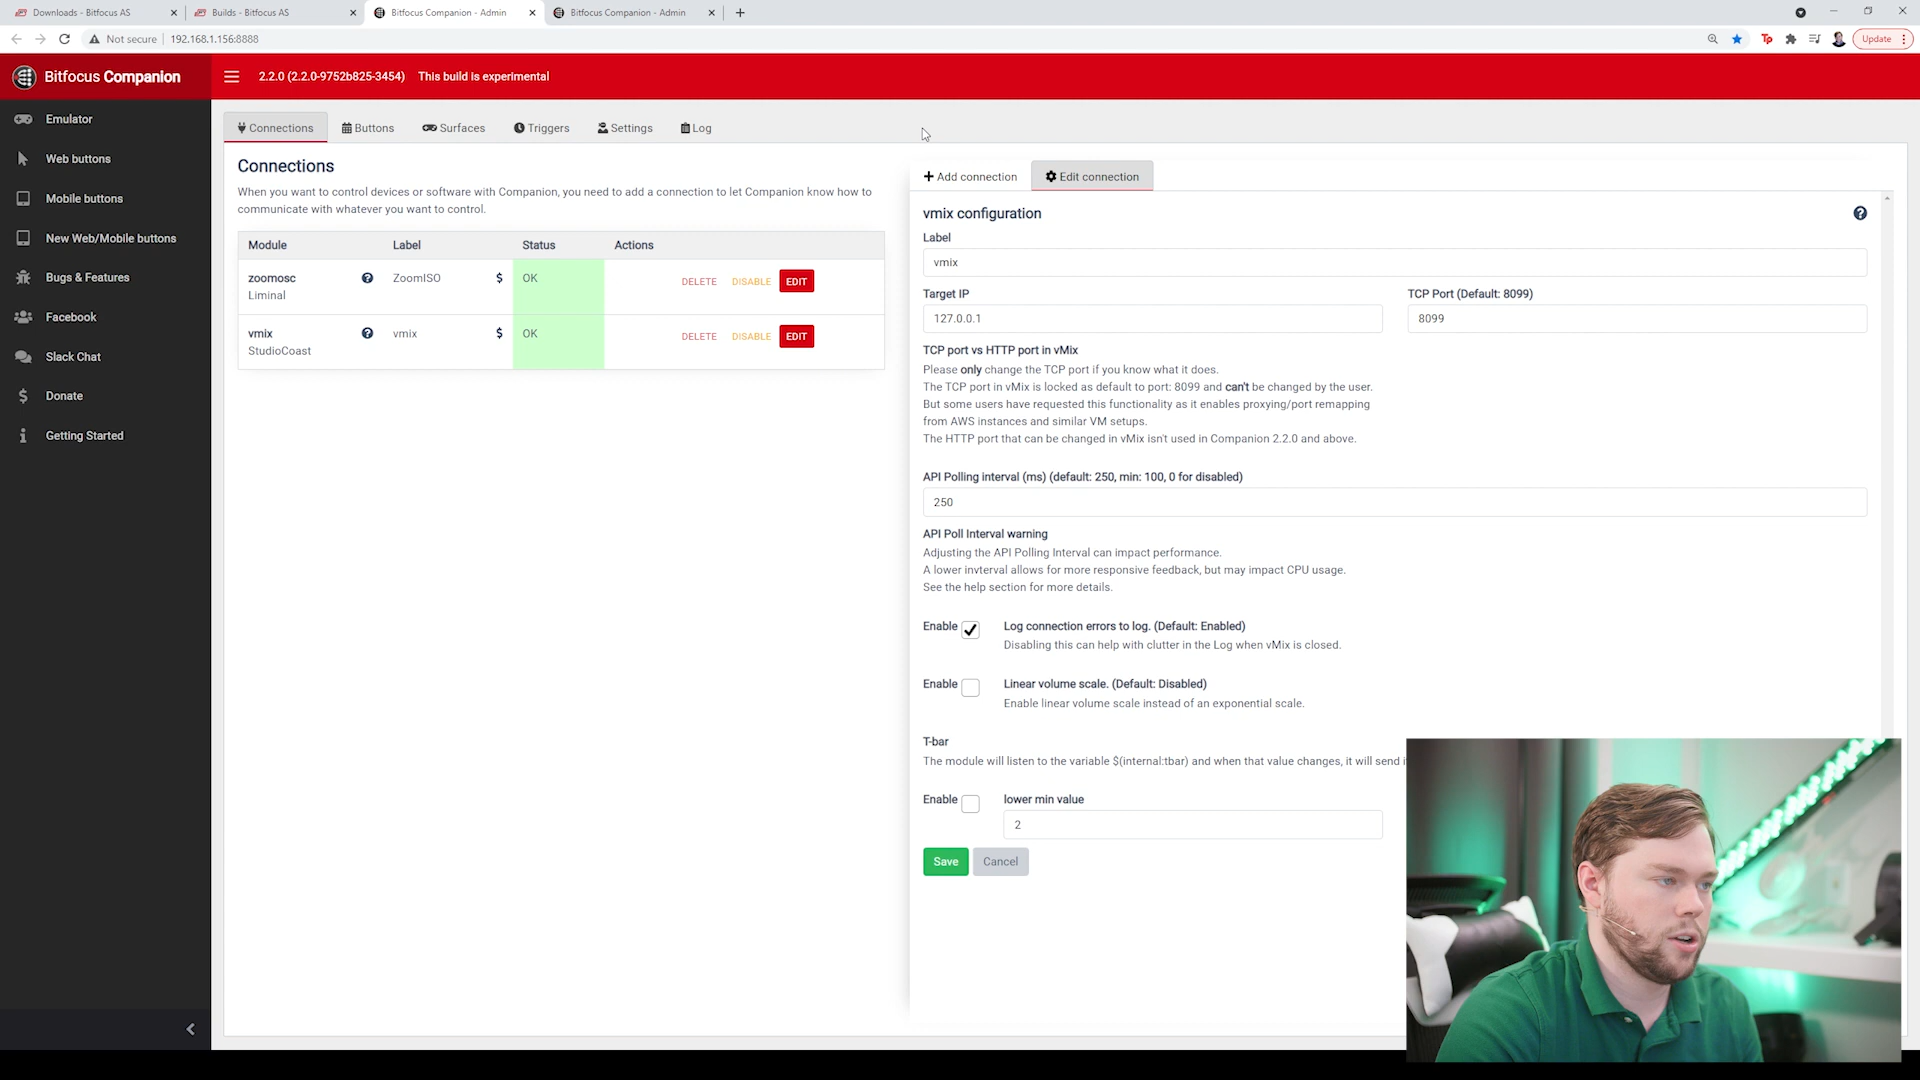 Downloads - Bitfocus AS
Builds - Bitfocus AS
Bitfocus Companion - Admin
Bitfocus Companion - Admin
Not secure
192.168.1.156:8888
Tp
Update
Bitfocus Companion
2.2.0 (2.2.0-9752b825-3454)
This build is experimental
Emulator
Web buttons
Mobile buttons
New Web/Mobile buttons
Bugs & Features
Facebook
Slack Chat
Donate
Getting Started
Connections
Buttons
Surfaces
Triggers
Settings
Log
Connections
When you want to control devices or software with Companion, you need to add a connection to let Companion know how to
communicate with whatever you want to control.
Module Label Status Actions
zoomosc ZoomISO $ OK DELETE DISABLE EDIT
Liminal
vmix vmix $ OK DELETE DISABLE EDIT
StudioCoast
+ Add connection
Edit connection
vmix configuration
Label
vmix
Target IP
127.0.0.1
TCP Port (Default: 8099)
8099
TCP port vs HTTP port in vMix
Please only change the TCP port if you know what it does.
The TCP port in vMix is locked as default to port: 8099 and can't be changed by the user.
But some users have requested this functionality as it enables proxying/port remapping
from AWS instances and similar VM setups.
The HTTP port that can be changed in vMix isn't used in Companion 2.2.0 and above.
API Polling interval (ms) (default: 250, min: 100, 0 for disabled)
250
API Poll Interval warning
Adjusting the API Polling Interval can impact performance.
A lower invterval allows for more responsive feedback, but may impact CPU usage.
See the help section for more details.
Enable
Log connection errors to log. (Default: Enabled)
Disabling this can help with clutter in the Log when vMix is closed.
Enable
Linear volume scale. (Default: Disabled)
Enable linear volume scale instead of an exponential scale.
T-bar
The module will listen to the variable $(internal:tbar) and when that value changes, it will send
Enable
lower min value
2
Save
Cancel